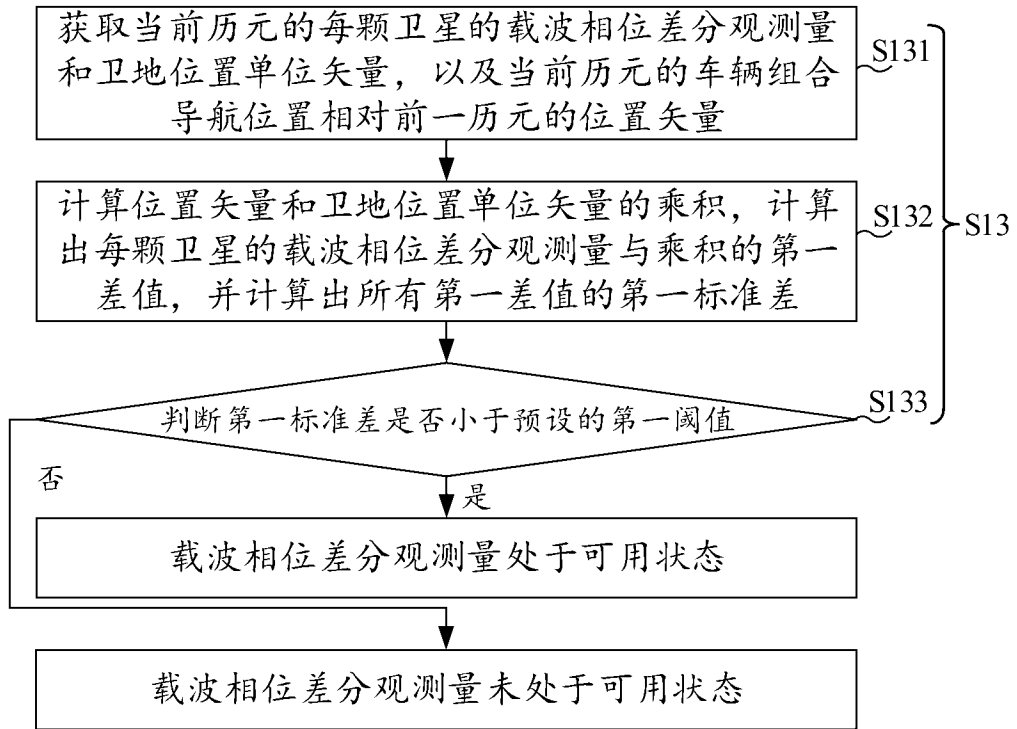 获取当前历元的每颗卫星的载波相位差分观测量
和卫地位置单位矢量，以及当前历元的车辆组合
导航位置相对前一历元的位置矢量
S131
计算位置矢量和卫地位置单位矢量的乘积，计算
出每颗卫星的载波相位差分观测量与乘积的第一
差值，并计算出所有第一差值的第一标准差
S132
S13
判断第一标准差是否小于预设的第一阈值
S133
否
是
载波相位差分观测量处于可用状态
载波相位差分观测量未处于可用状态